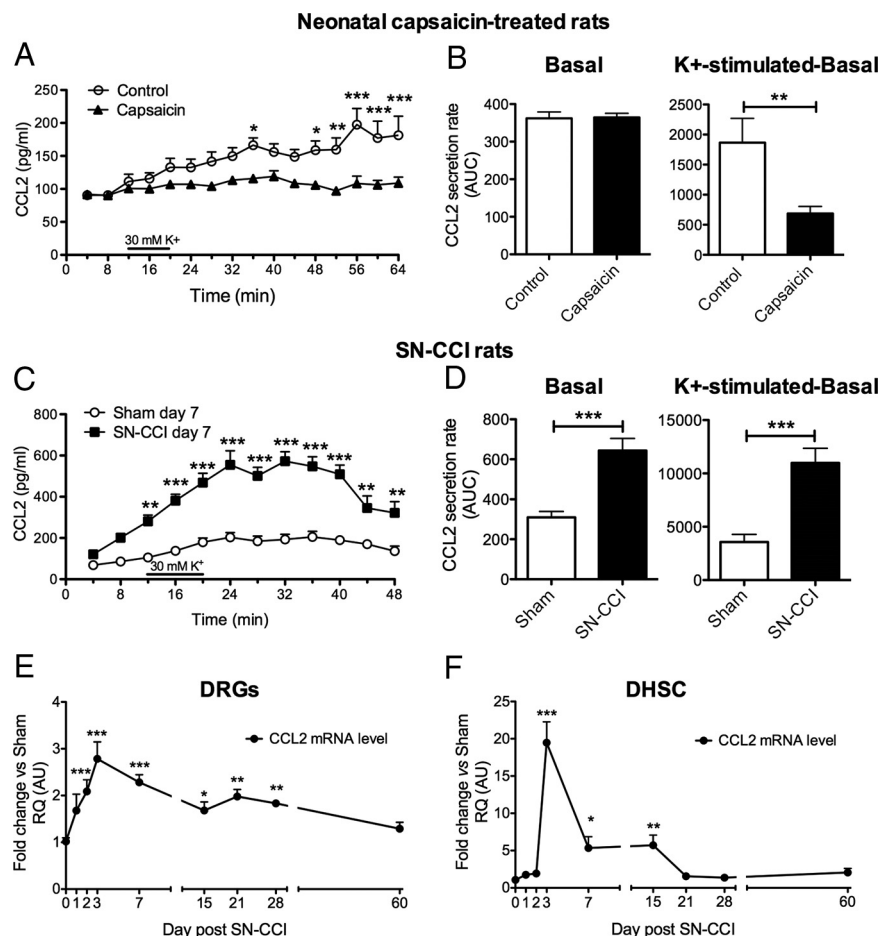 Neonatal capsaicin-treated rats
A
Control
Capsaicin
CCL2 (pg/ml)
250
200
150
100
50
0
* * ** *** *** ***
30 mM K+
0 8 16 24 32 40 48 56 64
Time (min)
B
Basal
CCL2 secretion rate
(AUC)
400
300
200
100
0
Control
Capsaicin
K+-stimulated-Basal
**
2500
2000
1500
1000
500
0
Control
Capsaicin
SN-CCI rats
C
Sham day 7
SN-CCI day 7
CCL2 (pg/ml)
800
600
400
200
0
** *** *** *** *** *** *** *** ** **
30 mM K+
0 8 16 24 32 40 48
Time (min)
D
Basal
***
CCL2 secretion rate
(AUC)
800
600
400
200
0
Sham
SN-CCI
K+-stimulated-Basal
***
15000
10000
5000
0
Sham
SN-CCI
E
DRGs
CCL2 mRNA level
Fold change vs Sham
RQ (AU)
4
3
2
1
0
*** *** *** * ** **
0 1 2 3 7 15 21 28 60
Day post SN-CCI
F
DHSC
CCL2 mRNA level
Fold change vs Sham
RQ (AU)
25
20
15
10
5
0
*** * **
0 1 2 3 7 15 21 28 60
Day post SN-CCI